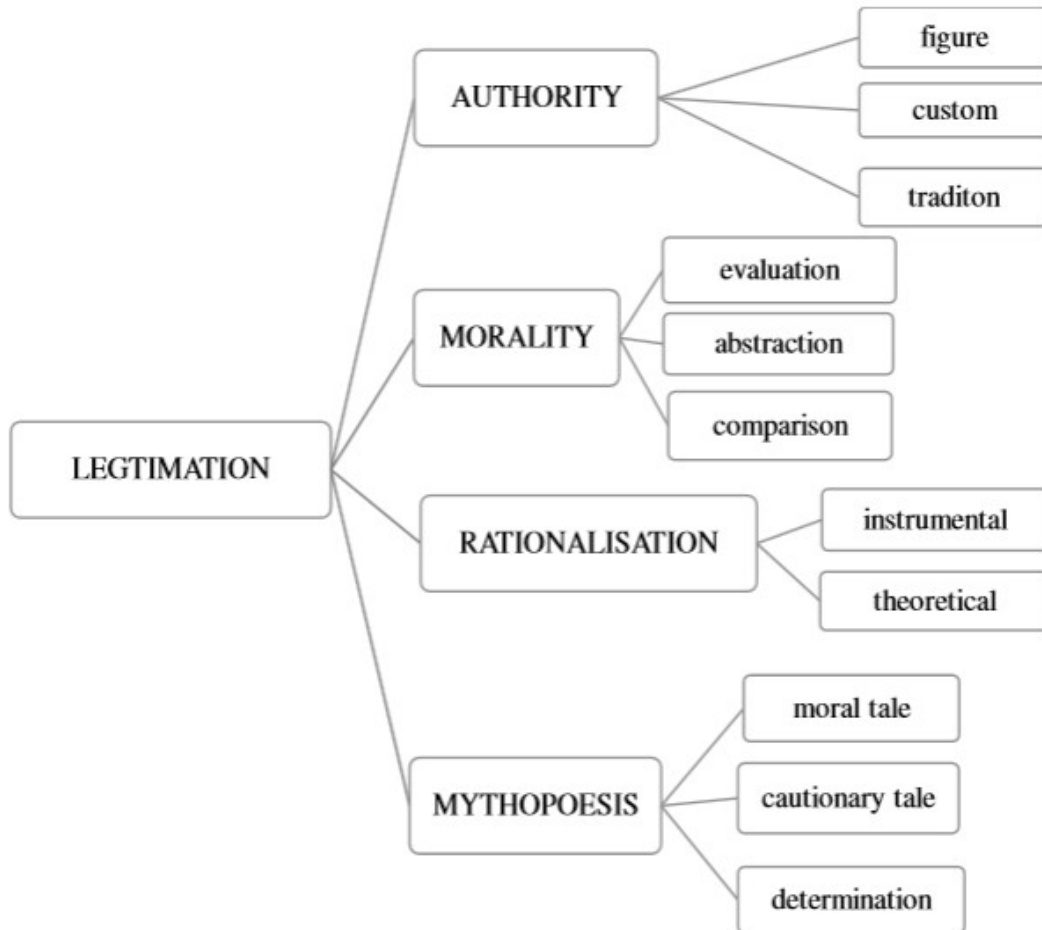 figure
AUTHORITY
custom
traditon
evaluation
MORALITY
abstraction
comparison
LEGTIMATION
instrumental
RATIONALISATION
theoretical
moral tale
MYTHOPOESIS
cautionary tale
determination